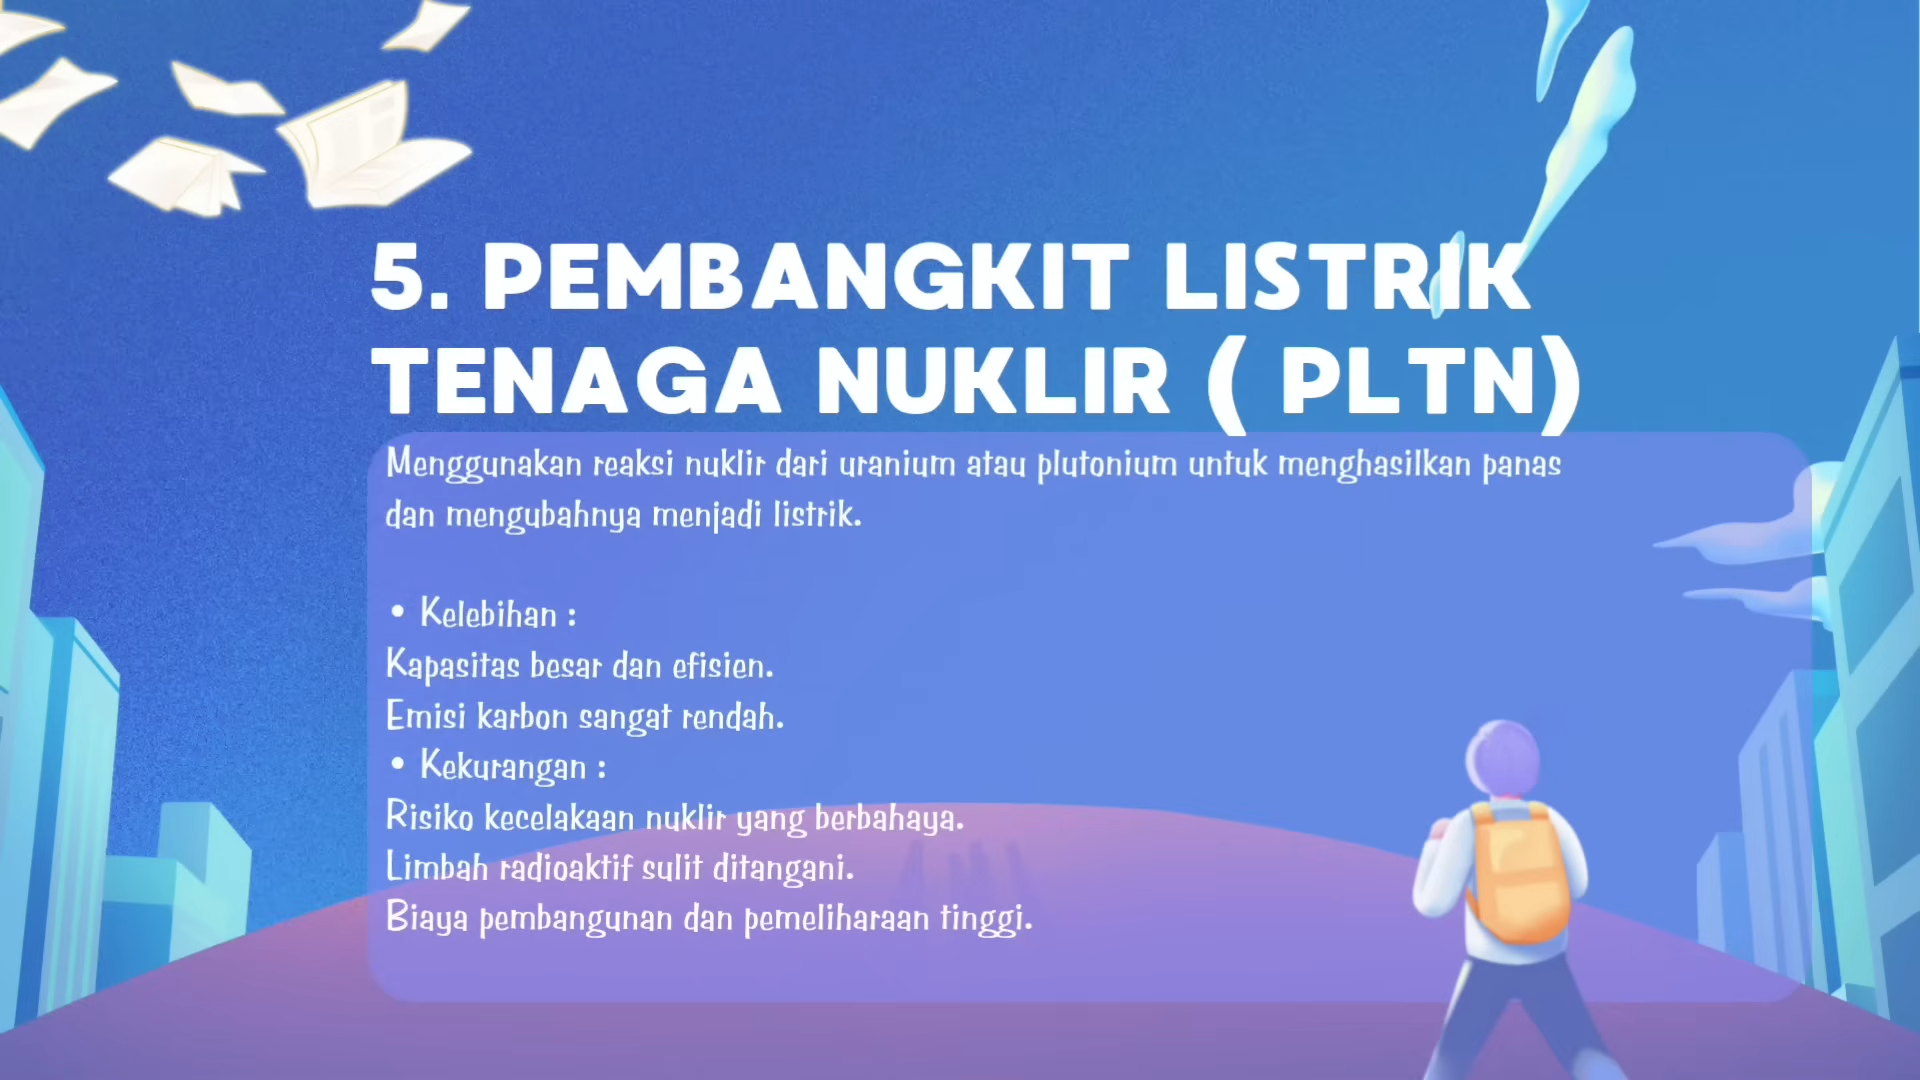 5. PEMBANGKIT LISTRIK
TENAGA NUKLIR ( PLTN)
Menggunakan reaksi nuklir dari uranium atau plutonium untuk menghasilkan panas
dan mengubahnya menjadi listrik.
• Kelebihan :
Kapasitas besar dan efisien.
Emisi karbon sangat rendah.
• Kekurangan :
Risiko kecelakaan nuklir yang berbahaya.
Limbah radioaktif sulit ditangani.
Biaya pembangunan dan pemeliharaan tinggi.